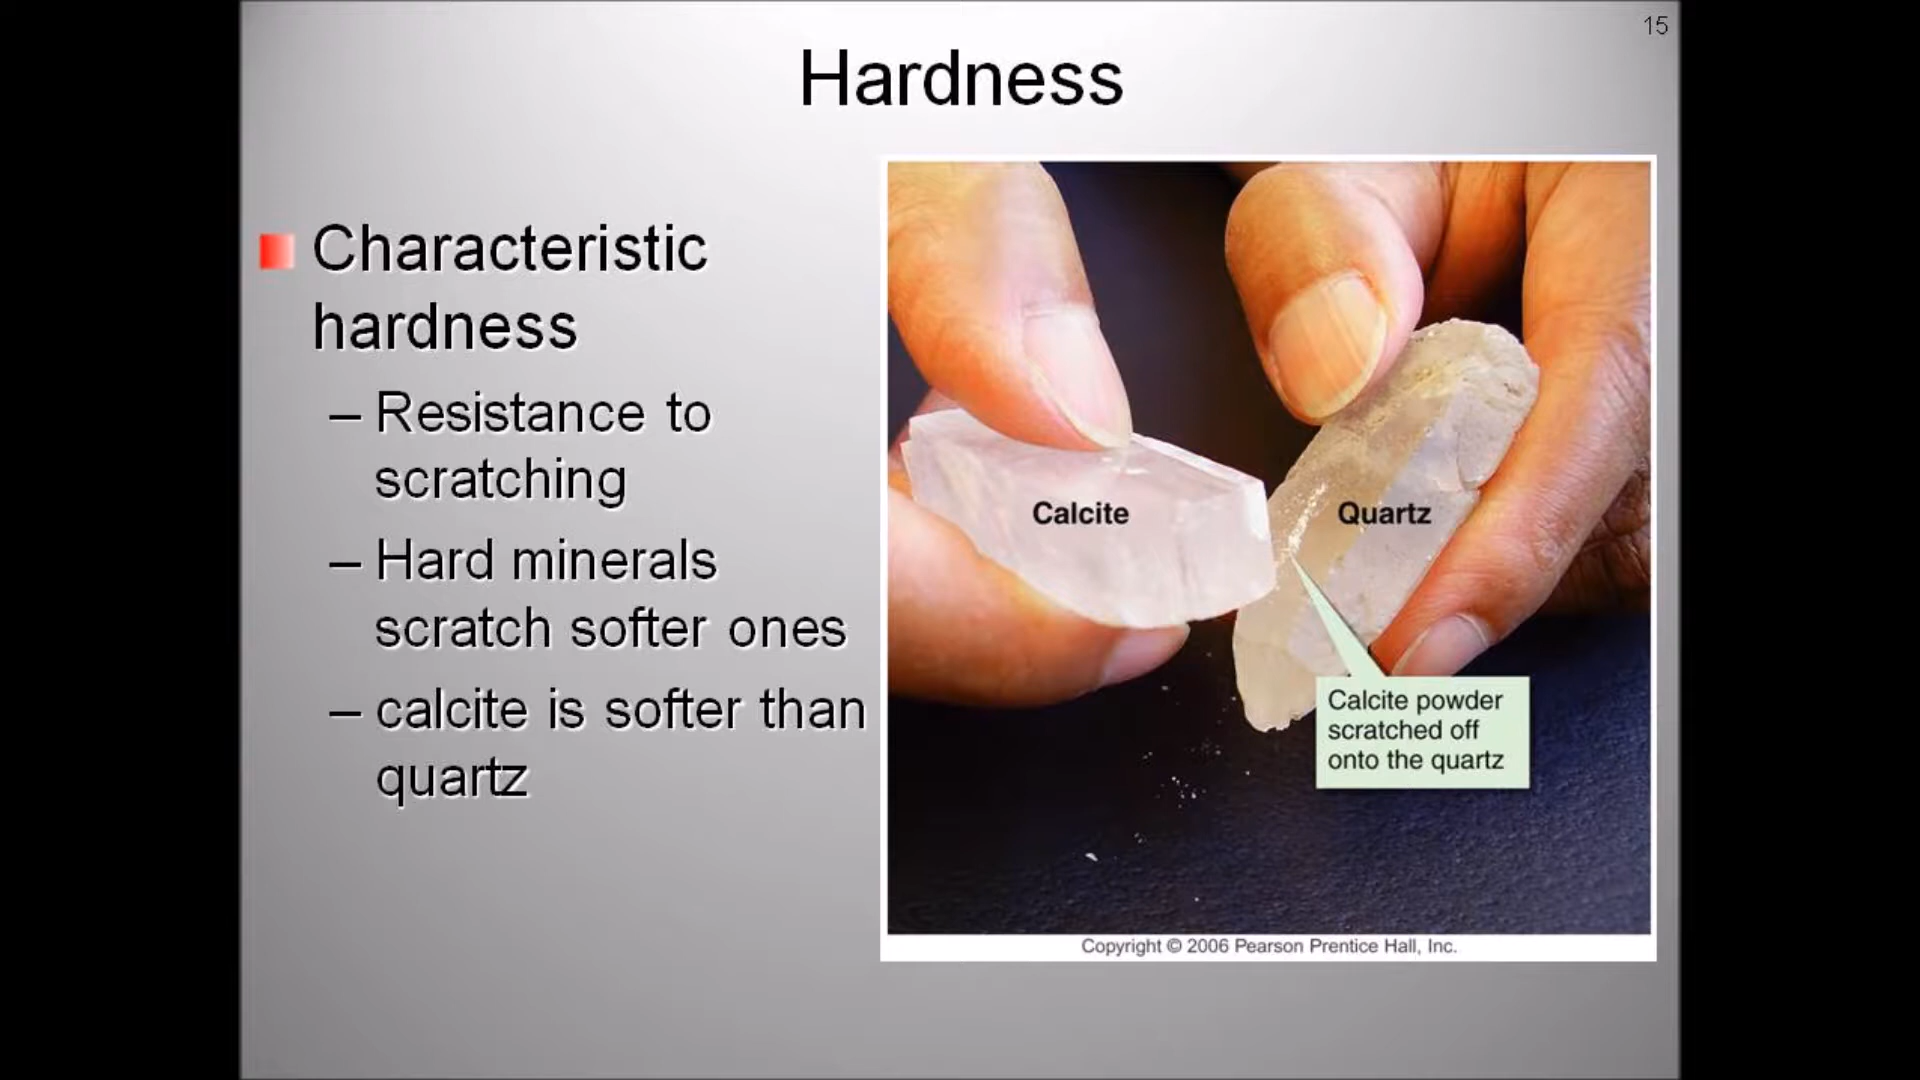 15
Hardness
Characteristic
hardness
– Resistance to
scratching
– Hard minerals
scratch softer ones
– calcite is softer than
quartz
Calcite
Quartz
Calcite powder
scratched off
onto the quartz
Copyright © 2006 Pearson Prentice Hall, Inc.